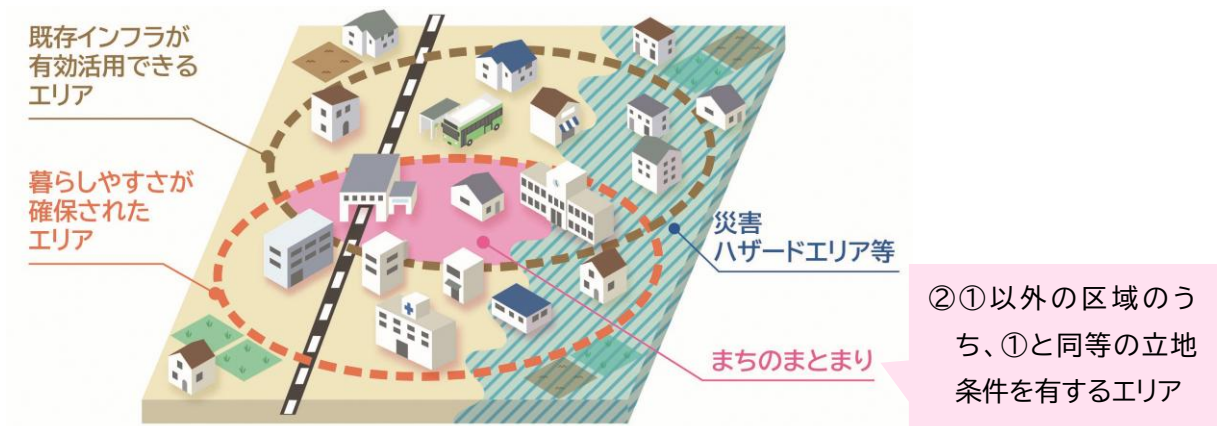 既存インフラが
有効活用できる
エリア
暮らしやすさが
確保された
エリア
災害
ハザードエリア等
まちのまとまり
②①以外の区域のう
ち、①と同等の立地
条件を有するエリア